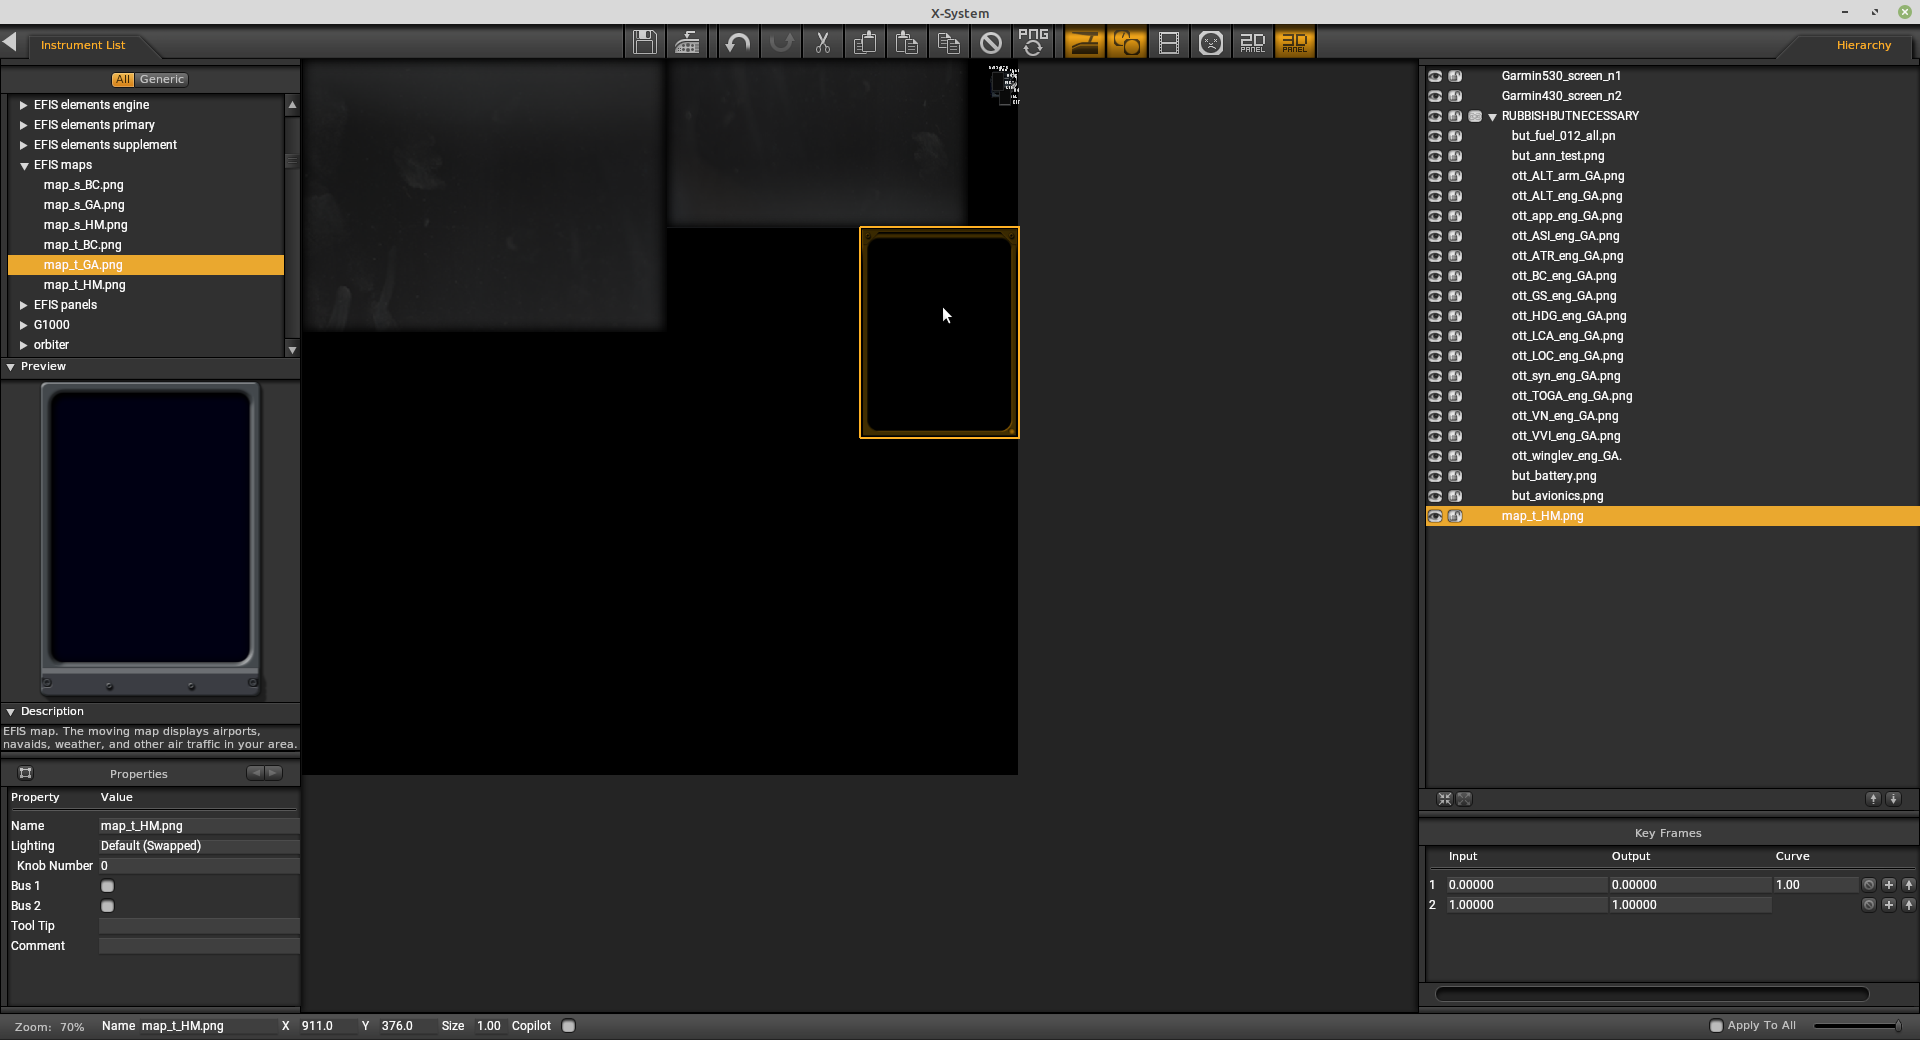 X-System
Instrument List
PNG
2D
PANEL
3D
PANEL
Hierarchy
All
Generic
EFIS elements engine
EFIS elements primary
EFIS elements supplement
EFIS maps
map_s_BC.png
map_s_GA.png
map_s_HM.png
map_t_BC.png
map_t_GA.png
map_t_HM.png
EFIS panels
G1000
orbiter
Preview
Description
EFIS map. The moving map displays airports,
navaids, weather, and other air traffic in your area.
Properties
Property Value
Name map_t_HM.png
Lighting Default (Swapped)
Knob Number 0
Bus 1
Bus 2
Tool Tip
Comment
Garmin530_screen_n1
Garmin430_screen_n2
RUBBISHBUTNECESSARY
but_fuel_012_all.pn
but_ann_test.png
ott_ALT_arm_GA.png
ott_ALT_eng_GA.png
ott_app_eng_GA.png
ott_ASI_eng_GA.png
ott_ATR_eng_GA.png
ott_BC_eng_GA.png
ott_GS_eng_GA.png
ott_HDG_eng_GA.png
ott_LCA_eng_GA.png
ott_LOC_eng_GA.png
ott_syn_eng_GA.png
ott_TOGA_eng_GA.png
ott_VN_eng_GA.png
ott_VVI_eng_GA.png
ott_winglev_eng_GA.
but_battery.png
but_avionics.png
map_t_HM.png
Key Frames
Input Output Curve
1 0.00000 0.00000 1.00
2 1.00000 1.00000
Zoom: 70% Name map_t_HM.png X 911.0 Y 376.0 Size 1.00 Copilot
Apply To All